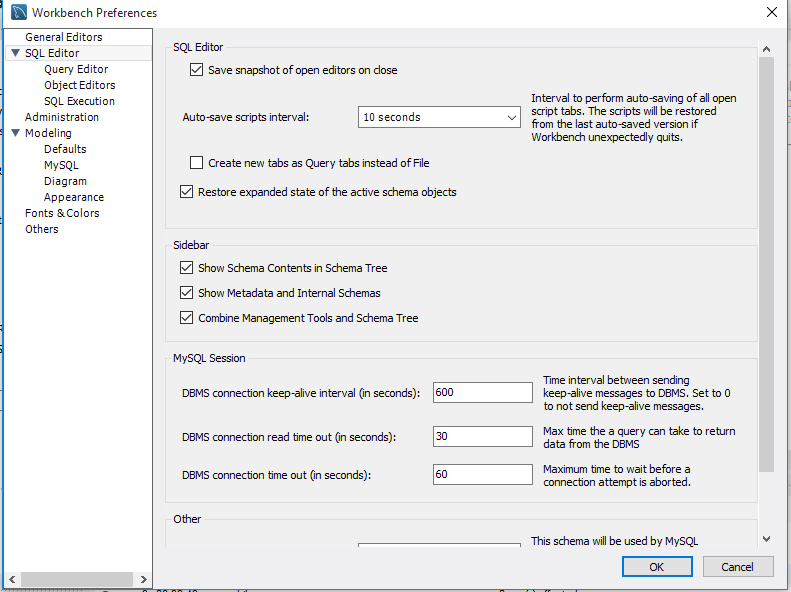 Workbench Preferences
General Editors
SQL Editor
Query Editor
Object Editors
SQL Execution
Administration
Modeling
Defaults
MySQL
Diagram
Appearance
Fonts & Colors
Others
SQL Editor
Save snapshot of open editors on close
Auto-save scripts interval:
10 seconds
Interval to perform auto-saving of all open
script tabs. The scripts will be restored
from the last auto-saved version if
Workbench unexpectedly quits.
Create new tabs as Query tabs instead of File
Restore expanded state of the active schema objects
Sidebar
Show Schema Contents in Schema Tree
Show Metadata and Internal Schemas
Combine Management Tools and Schema Tree
MySQL Session
DBMS connection keep-alive interval (in seconds):
600
Time interval between sending
keep-alive messages to DBMS. Set to 0
to not send keep-alive messages.
DBMS connection read time out (in seconds):
30
Max time the a query can take to return
data from the DBMS
DBMS connection time out (in seconds):
60
Maximum time to wait before a
connection attempt is aborted.
Other
This schema will be used by MySQL
OK
Cancel